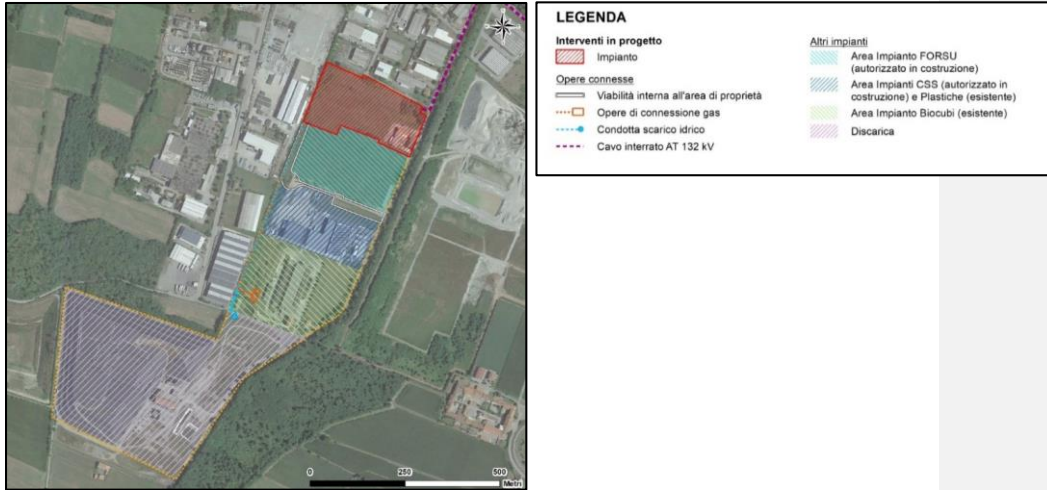 LEGENDA
Interventi in progetto
Impianto
Opere connesse
Viabilità interna all'area di proprietà
Opere di connessione gas
Condotta scarico idrico
Cavo interrato AT 132 kV
Altri impianti
Area Impianto FORSU
(autorizzato in costruzione)
Area Impianti CSS (autorizzato in
costruzione) e Plastiche (esistente)
Area Impianto Biocubi (esistente)
Discarica
0 250 500
Metri